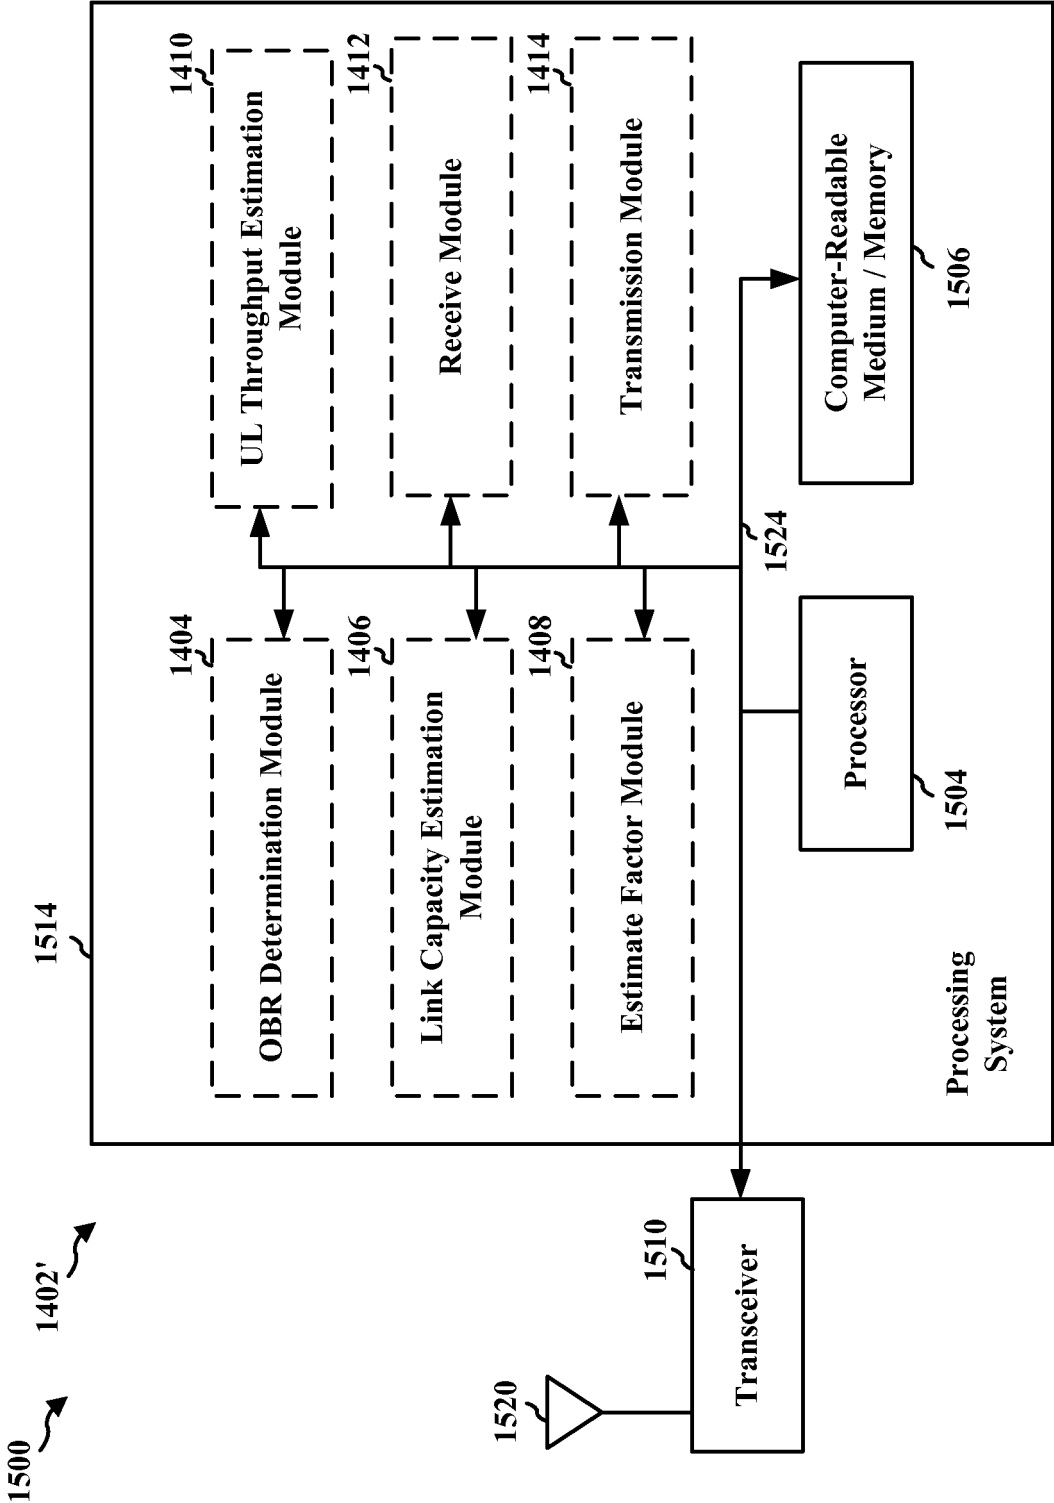 1500
1402'
1514
1404
OBR Determination Module
1410
UL Throughput Estimation
Module
1406
Link Capacity Estimation
Module
1412
Receive Module
1408
Estimate Factor Module
1414
Transmission Module
1520
1510
Transceiver
1524
Processor
1504
Computer-Readable
Medium / Memory
1506
Processing
System